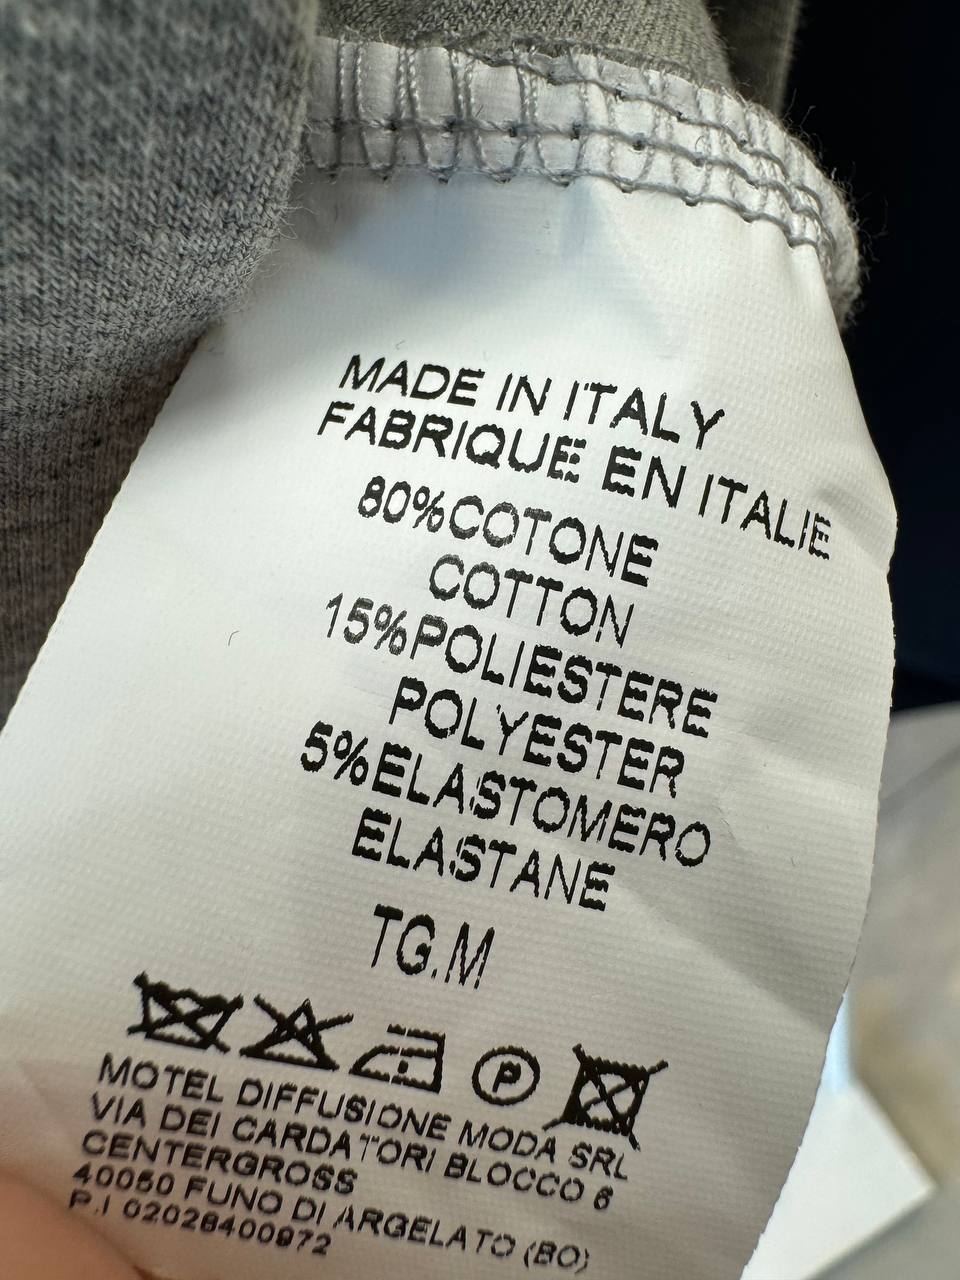 MADE IN ITALY
FABRIQUE EN ITALIE
80%COTONE
COTTON
15%POLIESTERE
POLYESTER
5%ELASTOMERO
ELASTANE
TG.M
P
MOTEL DIFFUSIONE MODA SRL
VIA DEI CARDATORI BLOCCO 6
CENTERGROSS
40050 FUNO DI ARGELATO (BO)
P.I 02028400972